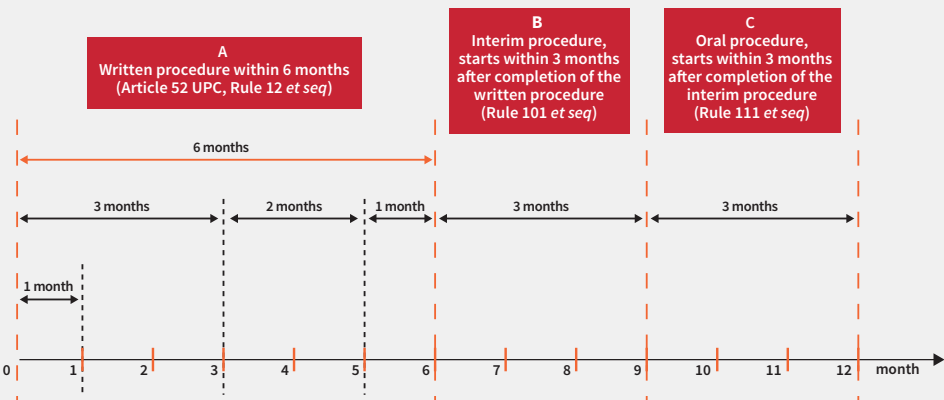 A
Written procedure within 6 months
(Article 52 UPC, Rule 12 et seq)
B
Interim procedure,
starts within 3 months
after completion of the
written procedure
(Rule 101 et seq)
C
Oral procedure,
starts within 3 months
after completion of the
interim procedure
(Rule 111 et seq)
6 months
3 months 2 months 1 month 3 months 3 months
1 month
0 1 2 3 4 5 6 7 8 9 10 11 12 month